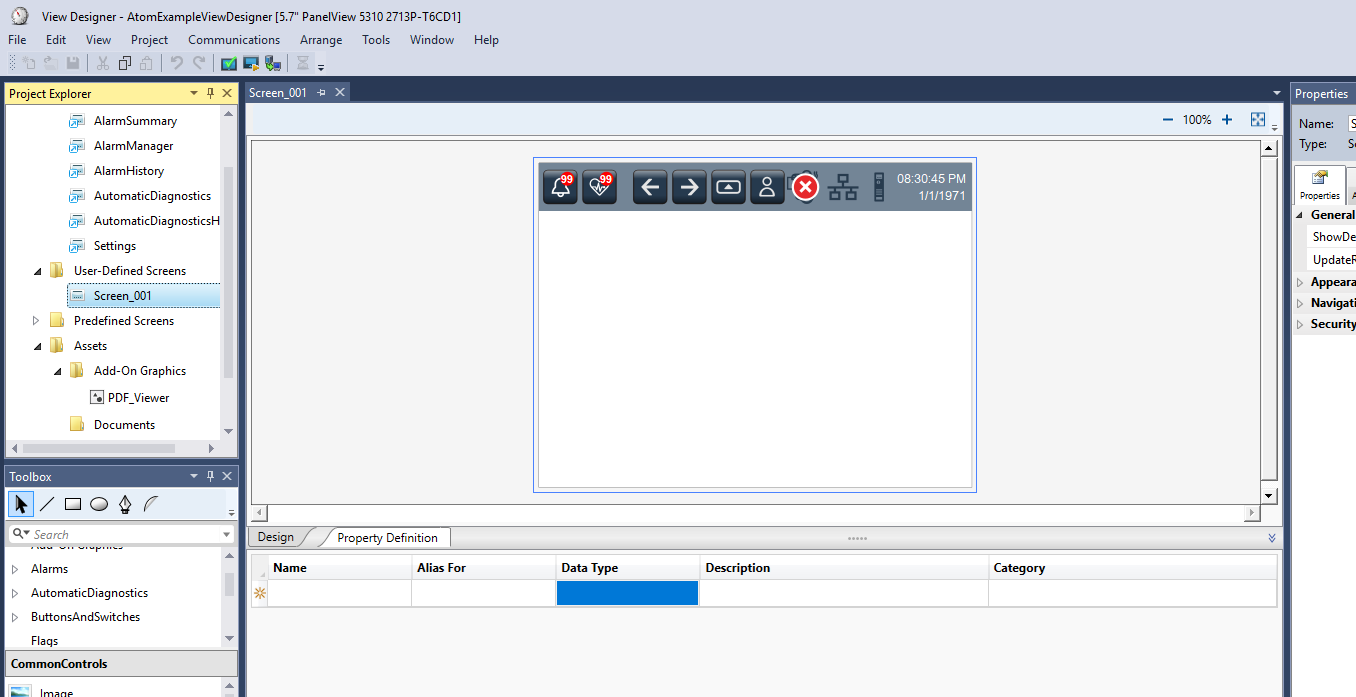 View Designer - AtomExampleViewDesigner [5.7" PanelView 5310 2713P-T6CD1]
File Edit View Project Communications Arrange Tools Window Help
Project Explorer
AlarmSummary
AlarmManager
AlarmHistory
AutomaticDiagnostics
AutomaticDiagnosticsH
Settings
User-Defined Screens
Screen_001
Predefined Screens
Assets
Add-On Graphics
PDF_Viewer
Documents
Toolbox
Search
Add-On Graphics
Alarms
AutomaticDiagnostics
ButtonsAndSwitches
Flags
CommonControls
Image
Screen_001
100%
99
99
08:30:45 PM
1/1/1971
Design Property Definition
Name Alias For Data Type Description Category
Properties
Name: S
Type: Sc
Properties A
General
ShowDe
UpdateR
Appeara
Navigati
Security